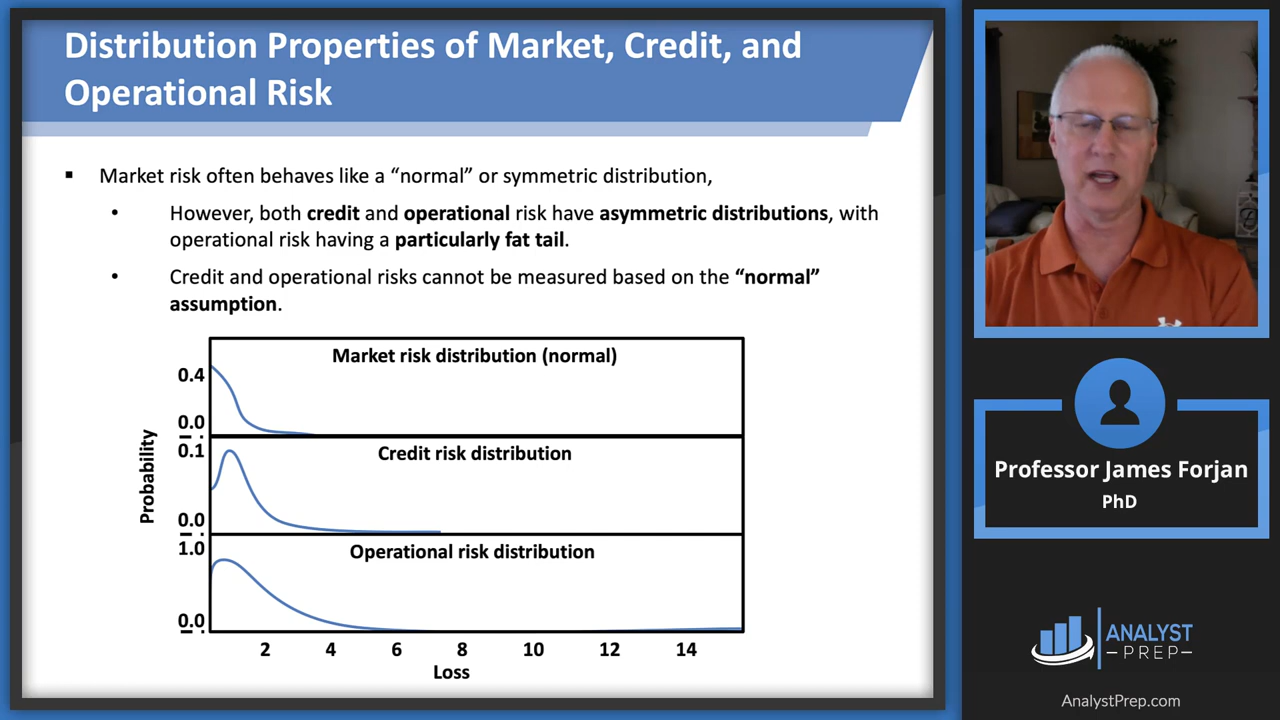 Distribution Properties of Market, Credit, and
Operational Risk
▪ Market risk often behaves like a “normal” or symmetric distribution,
• However, both credit and operational risk have asymmetric distributions, with
operational risk having a particularly fat tail.
• Credit and operational risks cannot be measured based on the “normal”
assumption.
Market risk distribution (normal)
0.4
0.0
Credit risk distribution
0.1
0.0
Operational risk distribution
1.0
0.0
Probability
2 4 6 8 10 12 14
Loss
Professor James Forjan
PhD
ANALYST
PREP
AnalystPrep.com